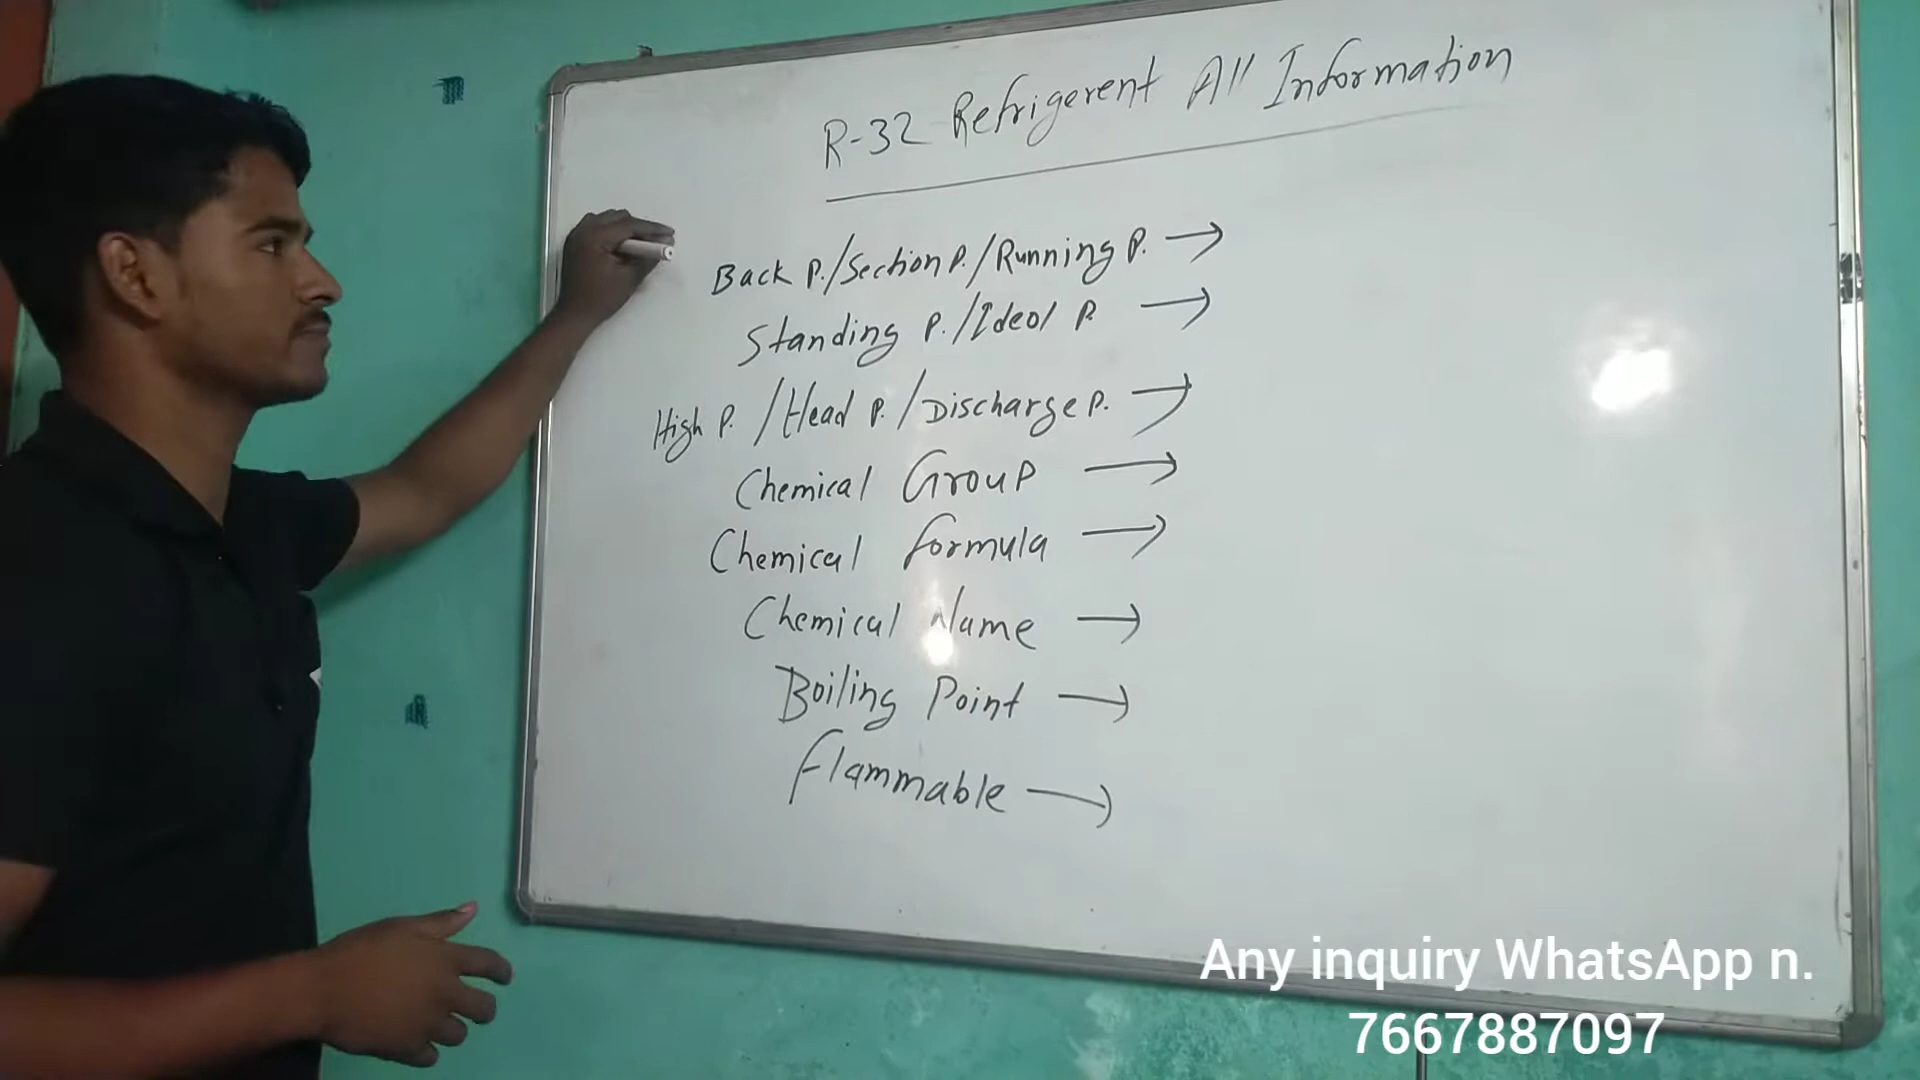 R-32 Refrigerent All Information
Back P./Section P./Running P. →
Standing P./Ideol P. →
High P./Head P./Discharge P. →
Chemical Group →
Chemical formula →
Chemical Name →
Boiling Point →
flammable →
Any inquiry WhatsApp n.
7667887097